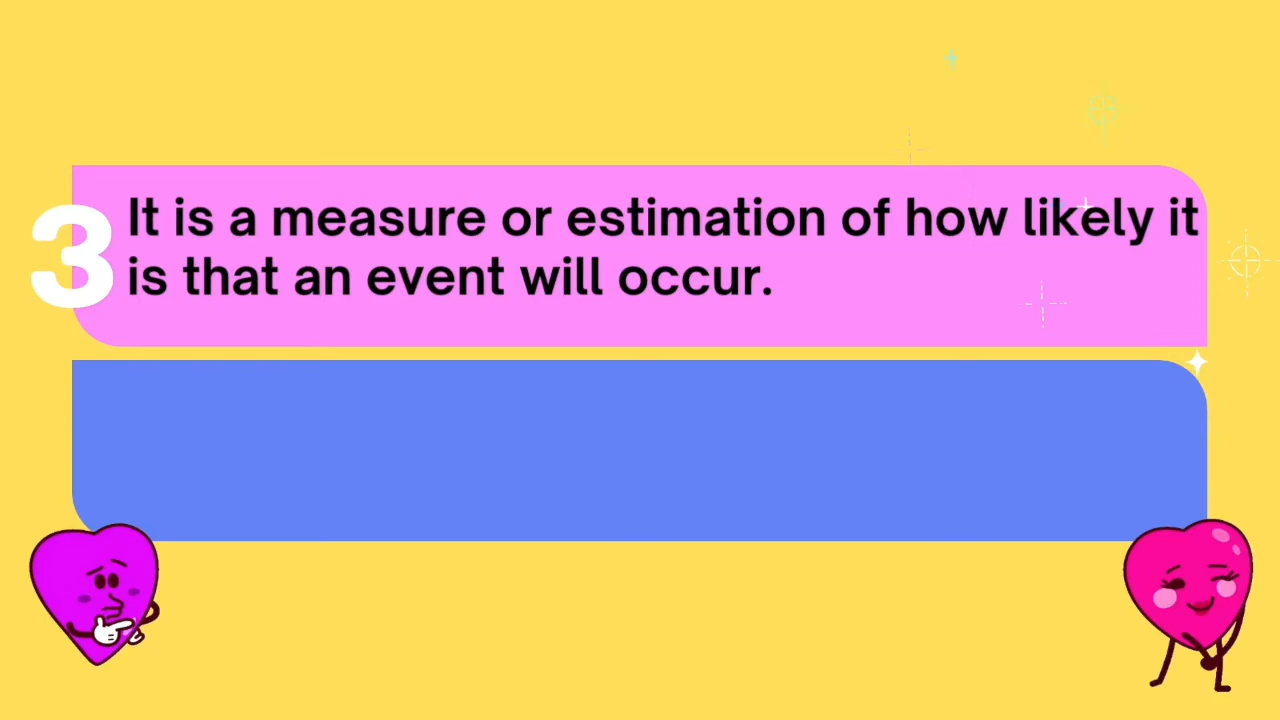 3
It is a measure or estimation of how likely it
is that an event will occur.